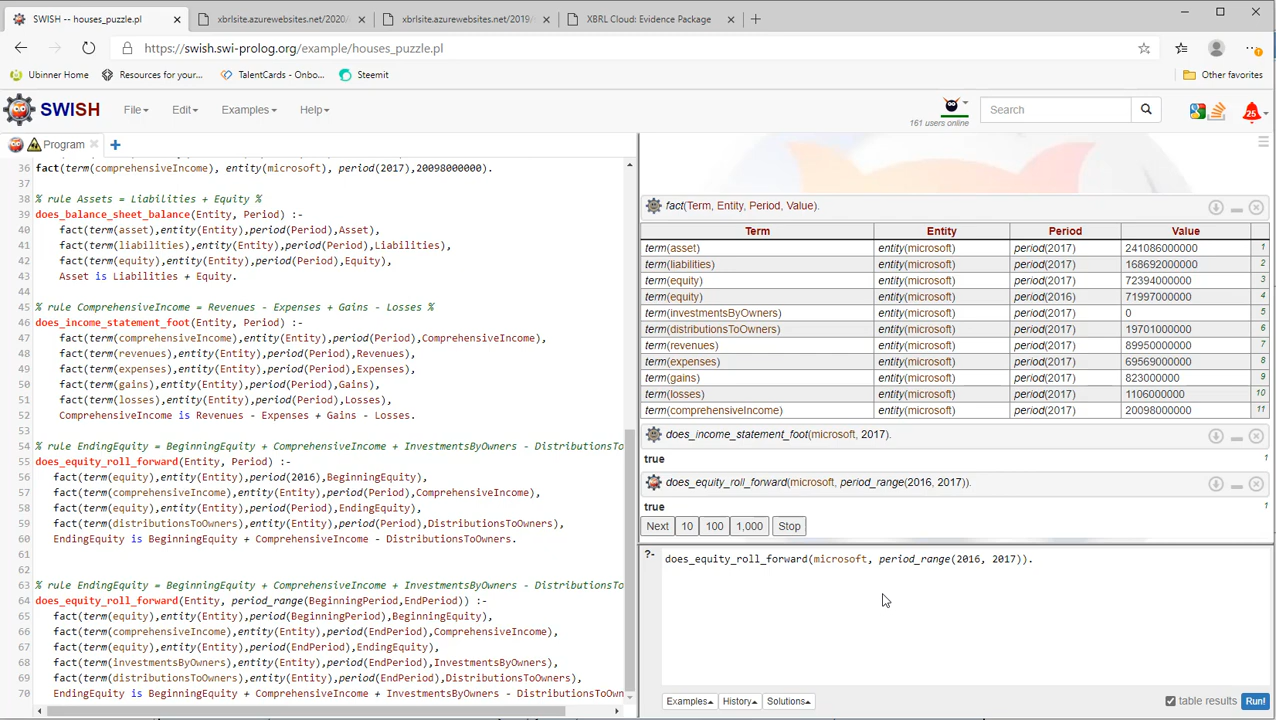 SWISH -- houses_puzzle.pl
xbrlsite.azurewebsites.net/2020/
xbrlsite.azurewebsites.net/2019/
XBRL Cloud: Evidence Package
https://swish.swi-prolog.org/example/houses_puzzle.pl
Ubinner Home
Resources for your...
TalentCards - Onbo...
Steemit
Other favorites
SWISH
File
Edit
Examples
Help
161 users online
Search
25
Program
36 fact(term(comprehensiveIncome), entity(microsoft), period(2017),20098000000).
37
38 % rule Assets = Liabilities + Equity %
39 does_balance_sheet_balance(Entity, Period) :-
40 fact(term(asset),entity(Entity),period(Period),Asset),
41 fact(term(liabilities),entity(Entity),period(Period),Liabilities),
42 fact(term(equity),entity(Entity),period(Period),Equity),
43 Asset is Liabilities + Equity.
44
45 % rule ComprehensiveIncome = Revenues - Expenses + Gains - Losses %
46 does_income_statement_foot(Entity, Period) :-
47 fact(term(comprehensiveIncome),entity(Entity),period(Period),ComprehensiveIncome),
48 fact(term(revenues),entity(Entity),period(Period),Revenues),
49 fact(term(expenses),entity(Entity),period(Period),Expenses),
50 fact(term(gains),entity(Entity),period(Period),Gains),
51 fact(term(losses),entity(Entity),period(Period),Losses),
52 ComprehensiveIncome is Revenues - Expenses + Gains - Losses.
53
54 % rule EndingEquity = BeginningEquity + ComprehensiveIncome + InvestmentsByOwners - DistributionsTo
55 does_equity_roll_forward(Entity, Period) :-
56 fact(term(equity),entity(Entity),period(2016),BeginningEquity),
57 fact(term(comprehensiveIncome),entity(Entity),period(Period),ComprehensiveIncome),
58 fact(term(equity),entity(Entity),period(Period),EndingEquity),
59 fact(term(distributionsToOwners),entity(Entity),period(Period),DistributionsToOwners),
60 EndingEquity is BeginningEquity + ComprehensiveIncome - DistributionsToOwners.
61
62
63 % rule EndingEquity = BeginningEquity + ComprehensiveIncome + InvestmentsByOwners - DistributionsTo
64 does_equity_roll_forward(Entity, period_range(BeginningPeriod,EndPeriod)) :-
65 fact(term(equity),entity(Entity),period(BeginningPeriod),BeginningEquity),
66 fact(term(comprehensiveIncome),entity(Entity),period(EndPeriod),ComprehensiveIncome),
67 fact(term(equity),entity(Entity),period(EndPeriod),EndingEquity),
68 fact(term(investmentsByOwners),entity(Entity),period(EndPeriod),InvestmentsByOwners),
69 fact(term(distributionsToOwners),entity(Entity),period(EndPeriod),DistributionsToOwners),
70 EndingEquity is BeginningEquity + ComprehensiveIncome + InvestmentsByOwners - DistributionsToOwn
fact(Term, Entity, Period, Value).
Term Entity Period Value
term(asset) entity(microsoft) period(2017) 241086000000 1
term(liabilities) entity(microsoft) period(2017) 168692000000 2
term(equity) entity(microsoft) period(2017) 72394000000 3
term(equity) entity(microsoft) period(2016) 71997000000 4
term(investmentsByOwners) entity(microsoft) period(2017) 0 5
term(distributionsToOwners) entity(microsoft) period(2017) 19701000000 6
term(revenues) entity(microsoft) period(2017) 89950000000 7
term(expenses) entity(microsoft) period(2017) 69569000000 8
term(gains) entity(microsoft) period(2017) 823000000 9
term(losses) entity(microsoft) period(2017) 1106000000 10
term(comprehensiveIncome) entity(microsoft) period(2017) 20098000000 11
does_income_statement_foot(microsoft, 2017).
true 1
does_equity_roll_forward(microsoft, period_range(2016, 2017)).
true 1
Next 10 100 1,000 Stop
?- does_equity_roll_forward(microsoft, period_range(2016, 2017)).
Examples History Solutions
table results Run!